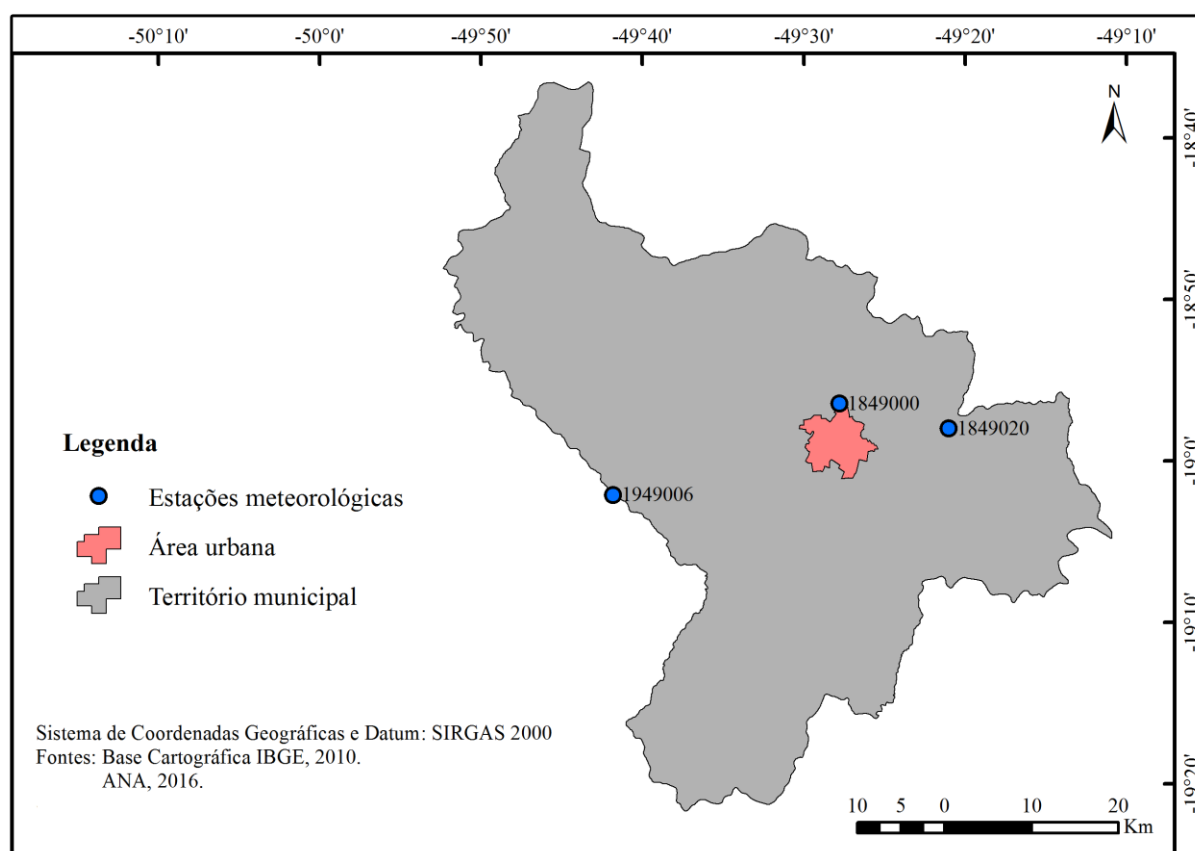 -50°10' -50°0' -49°50' -49°40' -49°30' -49°20' -49°10'
N
-18°40'
-18°50'
-19°0'
-19°10'
-19°20'
1849000
1849020
1949006
Legenda
Estações meteorológicas
Área urbana
Território municipal
Sistema de Coordenadas Geográficas e Datum: SIRGAS 2000
Fontes: Base Cartográfica IBGE, 2010.
ANA, 2016.
10 5 0 10 20
Km